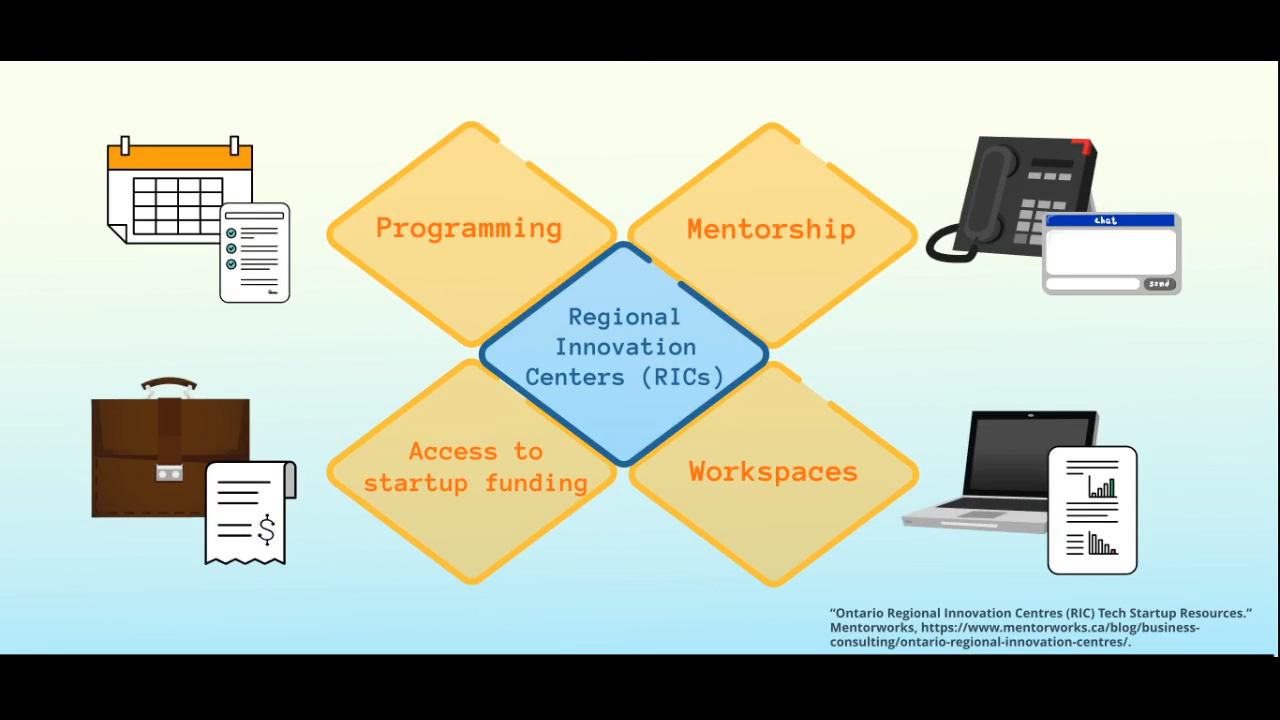 Programming
Mentorship
chat
send
Regional
Innovation
Centers (RICs)
Access to
startup funding
$
Workspaces
“Ontario Regional Innovation Centres (RIC) Tech Startup Resources.”
Mentorworks, https://www.mentorworks.ca/blog/business-
consulting/ontario-regional-innovation-centres/.